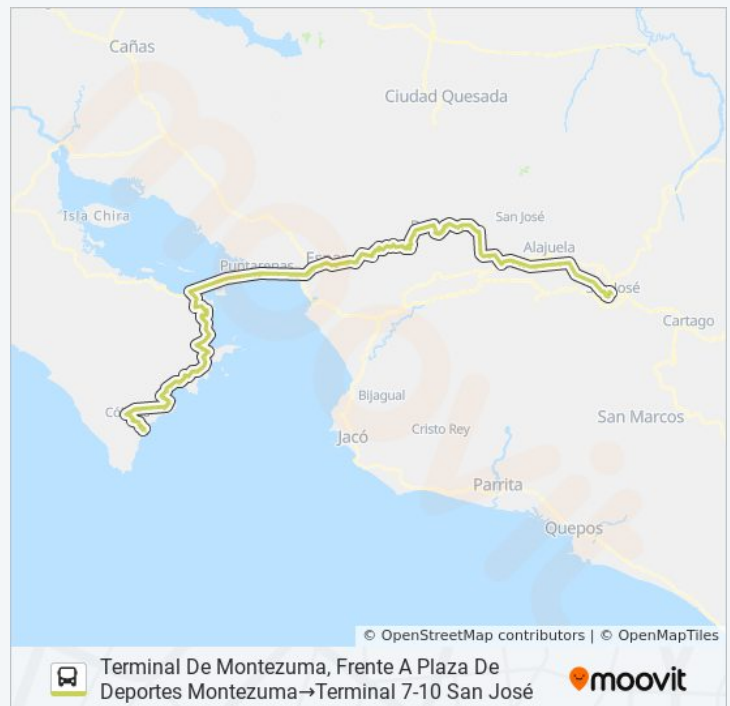 Cañas
Ciudad Quesada
Isla Chira
San José
Alajuela
Puntarenas
José
Cartago
Bijagual
San Marcos
Cristo Rey
Jacó
Parrita
Quepos
© OpenStreetMap contributors | © OpenMapTiles
Terminal De Montezuma, Frente A Plaza De
Deportes Montezuma→Terminal 7-10 San José
moovit